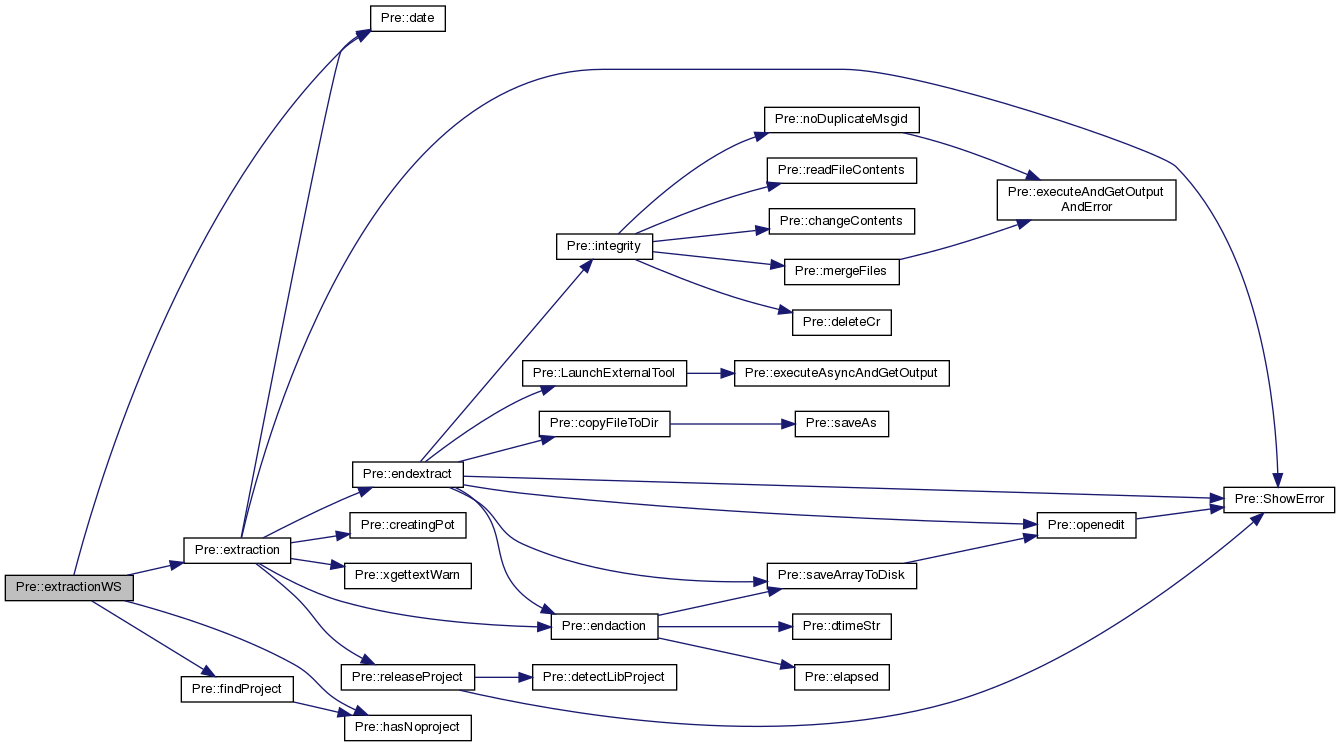 Pre::date
Pre::noDuplicateMsgid
Pre::readFileContents
Pre::executeAndGetOutput
AndError
Pre::changeContents
Pre::integrity
Pre::mergeFiles
Pre::deleteCr
Pre::LaunchExternalTool
Pre::executeAsyncAndGetOutput
Pre::copyFileToDir
Pre::saveAs
Pre::endextract
Pre::ShowError
Pre::creatingPot
Pre::openedit
Pre::extraction
Pre::xgettextWarn
Pre::saveArrayToDisk
Pre::extractionWS
Pre::endaction
Pre::dtimeStr
Pre::releaseProject
Pre::detectLibProject
Pre::elapsed
Pre::findProject
Pre::hasNoproject